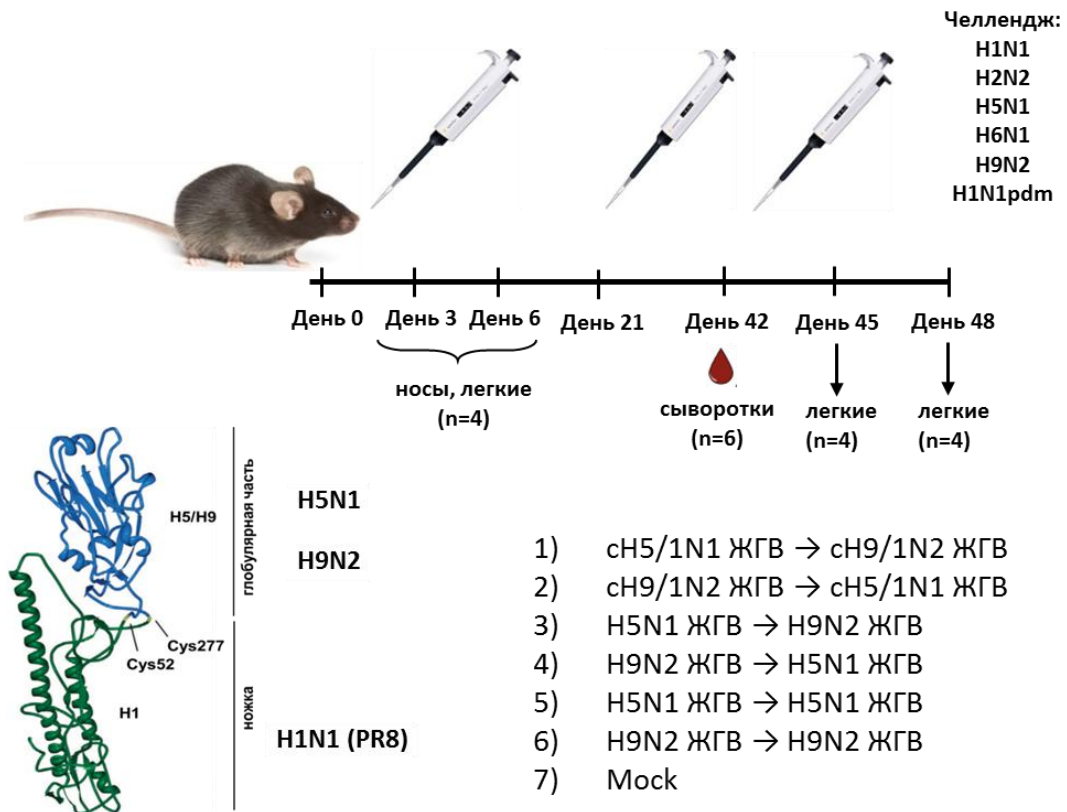 Челлендж:
H1N1
H2N2
H5N1
H6N1
H9N2
H1N1pdm
День 0
День 3
День 6
День 21
День 42
День 45
День 48
носы, легкие
(n=4)
сыворотки
(n=6)
легкие
(n=4)
легкие
(n=4)
H5/H9
глобулярная часть
H5N1
H9N2
Cys277
Cys52
H1
ножка
H1N1 (PR8)
1) cH5/1N1 ЖГВ → cH9/1N2 ЖГВ
2) cH9/1N2 ЖГВ → cH5/1N1 ЖГВ
3) H5N1 ЖГВ → H9N2 ЖГВ
4) H9N2 ЖГВ → H5N1 ЖГВ
5) H5N1 ЖГВ → H5N1 ЖГВ
6) H9N2 ЖГВ → H9N2 ЖГВ
7) Mock